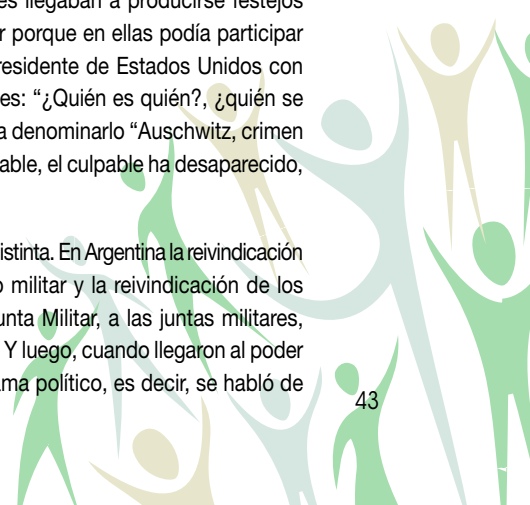 es llegaban a producirse festejos
r porque en ellas podía participar
residente de Estados Unidos con
es: “¿Quién es quién?, ¿quién se
a denominarlo “Auschwitz, crimen
able, el culpable ha desaparecido,
istinta. En Argentina la reivindicación
o militar y la reivindicación de los
unta Militar, a las juntas militares,
Y luego, cuando llegaron al poder
ama político, es decir, se habló de
43